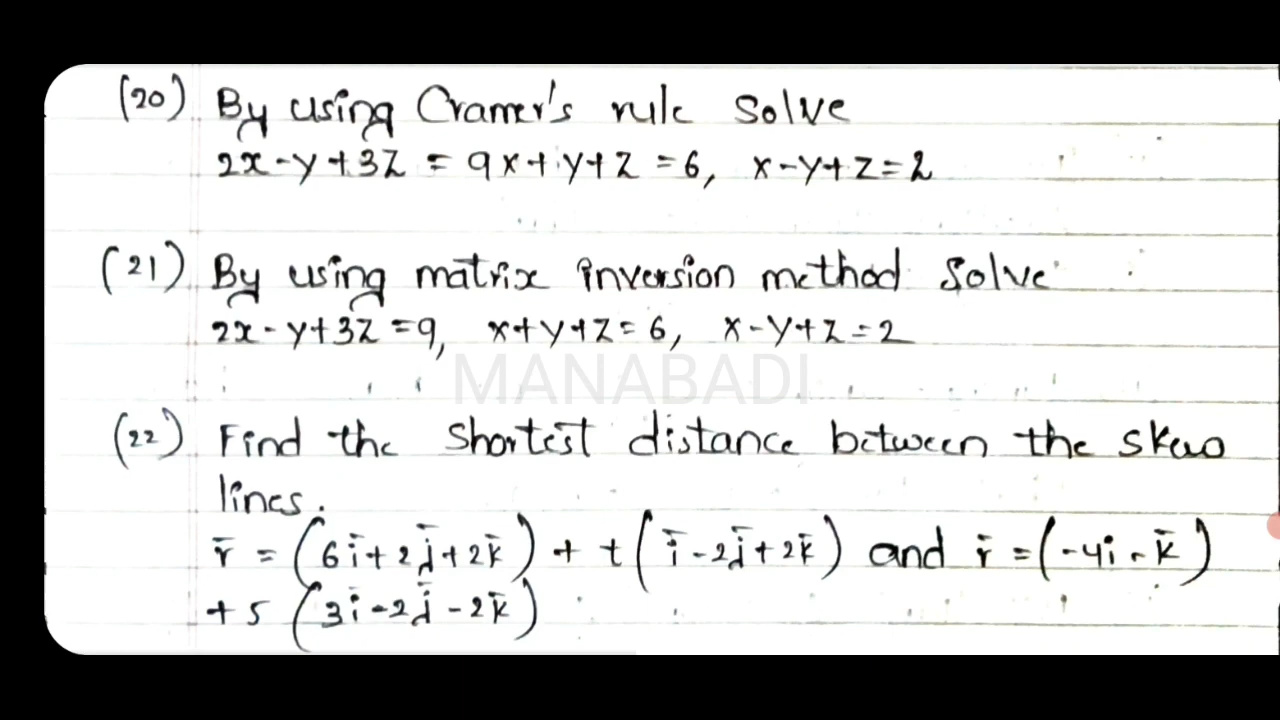 (20) By using Cramer's rule Solve
2x - y + 3z = 9x + y + z = 6, x - y + z = 2
(21) By using matrix inversion method Solve
2x - y + 3z = 9, x + y + z = 6, x - y + z = 2
MANABADI
(22) Find the Shortest distance between the skew
lines.
r̄ = (6ī + 2j̄ + 2k̄) + t(ī - 2j̄ + 2k̄) and r̄ = (-4i - k̄)
+ s(3ī - 2j̄ - 2k̄)